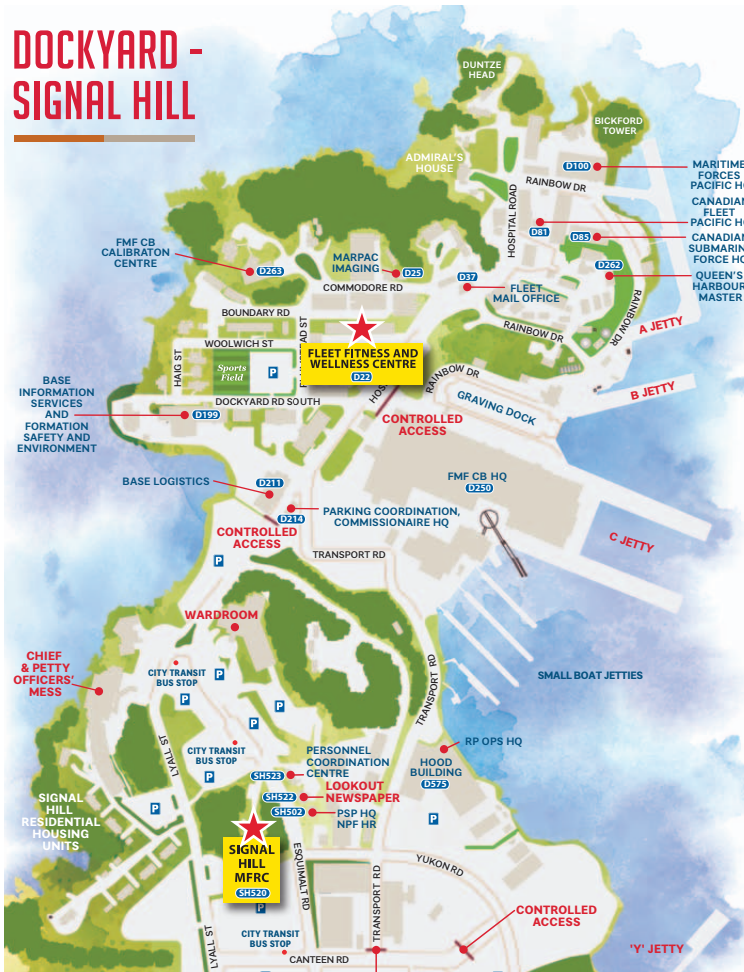 DOCKYARD -
SIGNAL HILL
DUNTZE
HEAD
BICKFORD
TOWER
ADMIRAL'S
HOUSE
D100
MARITIME
FORCES
PACIFIC HQ
RAINBOW DR
HOSPITAL ROAD
CANADIAN
FLEET
PACIFIC HQ
D81
D85
CANADIAN
SUBMARINE
FORCE HQ
D262
QUEEN'S
HARBOUR
MASTER
FMF CB
CALIBRATON
CENTRE
D263
MARPAC
IMAGING
D25
D37
FLEET
MAIL OFFICE
COMMODORE RD
BOUNDARY RD
WOOLWICH ST
HAIG ST
RAINBOW DR
RAINBOW DR
A JETTY
FLEET FITNESS AND
WELLNESS CENTRE
D22
Sports
Field
P
RAINBOW DR
B JETTY
BASE
INFORMATION
SERVICES
AND
FORMATION
SAFETY AND
ENVIRONMENT
D199
DOCKYARD RD SOUTH
GRAVING DOCK
CONTROLLED
ACCESS
BASE LOGISTICS
D211
FMF CB HQ
D250
D214
PARKING COORDINATION,
COMMISSIONAIRE HQ
CONTROLLED
ACCESS
C JETTY
P
TRANSPORT RD
WARDROOM
CHIEF
& PETTY
OFFICERS'
MESS
CITY TRANSIT
BUS STOP
P
P
P
P
SMALL BOAT JETTIES
TRANSPORT RD
LYALL ST
CITY TRANSIT
BUS STOP
RP OPS HQ
PERSONNEL
COORDINATION
CENTRE
P
SH523
HOOD
BUILDING
D575
SH522
LOOKOUT
NEWSPAPER
SH502
PSP HQ
NPF HR
P
P
SIGNAL
HILL
RESIDENTIAL
HOUSING
UNITS
SIGNAL
HILL
MFRC
SH520
P
ESQUIMALT RD
YUKON RD
TRANSPORT RD
CONTROLLED
ACCESS
LYALL ST
CITY TRANSIT
BUS STOP
CANTEEN RD
'Y' JETTY